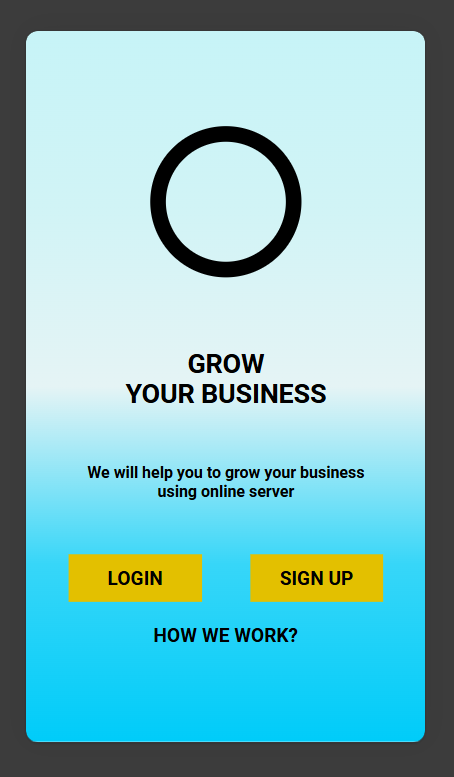 GROW
YOUR BUSINESS
We will help you to grow your business
using online server
LOGIN
SIGN UP
HOW WE WORK?